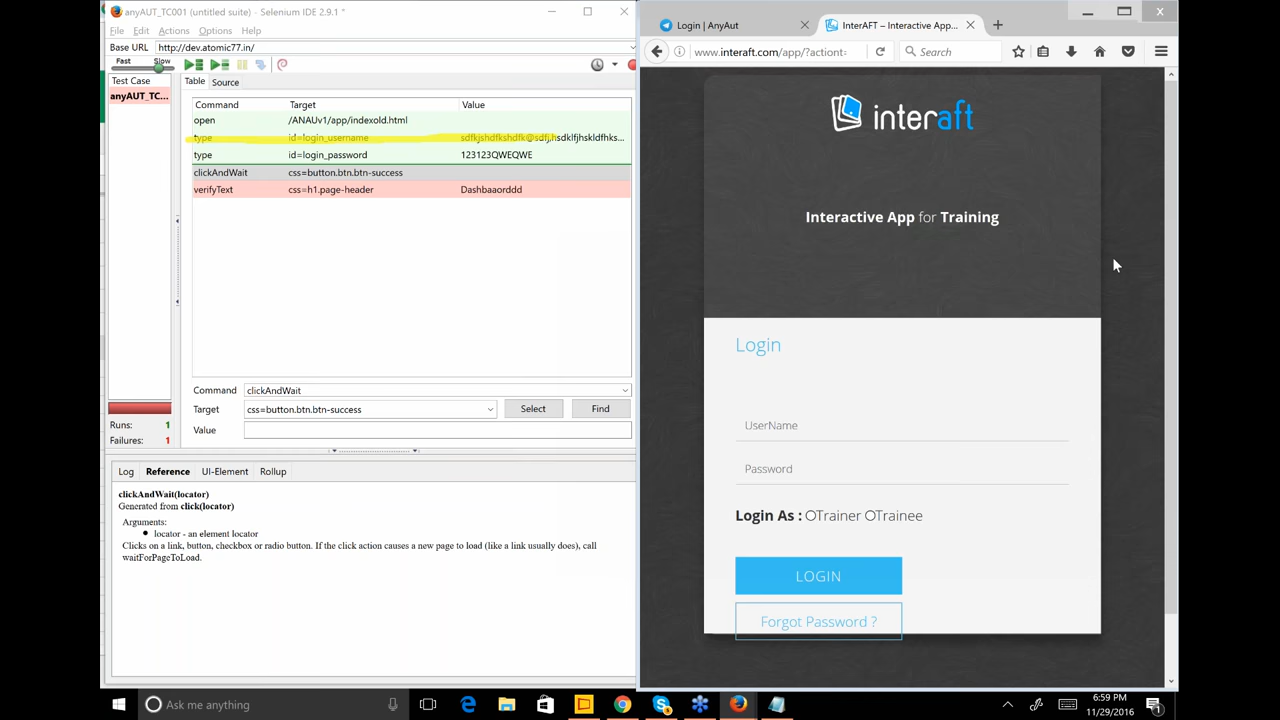 anyAUT_TC001 (untitled suite) - Selenium IDE 2.9.1 *
File Edit Actions Options Help
Base URL http://dev.atomic77.in/
Fast Slow
Test Case
anyAUT_TC...
Table Source
Command Target Value
open /ANAUv1/app/indexold.html
type id=login_username
type id=login_password 123123QWEQWE
clickAndWait css=button.btn.btn-success
verifyText css=h1.page-header Dashbaaorddd
Command clickAndWait
Target css=button.btn.btn-success Select Find
Value
Runs: 1
Failures: 1
Log Reference UI-Element Rollup
clickAndWait(locator)
Generated from click(locator)
Arguments:
locator - an element locator
Clicks on a link, button, checkbox or radio button. If the click action causes a new page to load (like a link usually does), call
waitForPageToLoad.
Login | AnyAut
InterAFT – Interactive App...
www.interaft.com/app/?action=
Search
interaft
Interactive App for Training
Login
UserName
Password
Login As : Trainer Trainee
LOGIN
Forgot Password ?
Ask me anything
6:59 PM
11/29/2016
1